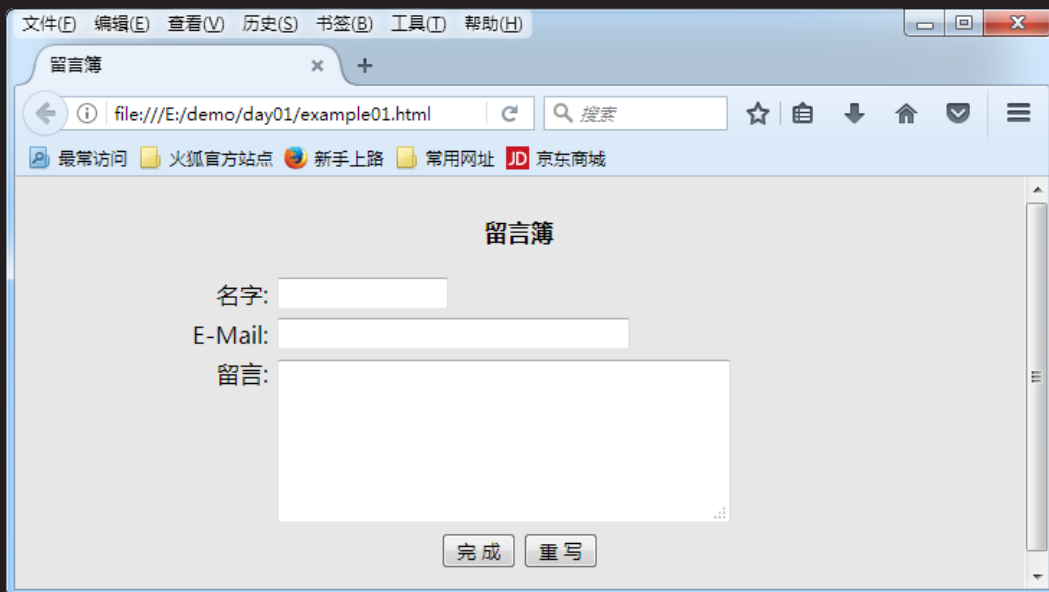 文件(F) 编辑(E) 查看(V) 历史(S) 书签(B) 工具(T) 帮助(H)
留言簿
file:///E:/demo/day01/example01.html 搜索
最常访问 火狐官方站点 新手上路 常用网址 JD 京东商城
留言簿
名字:
E-Mail:
留言:
完成 重写